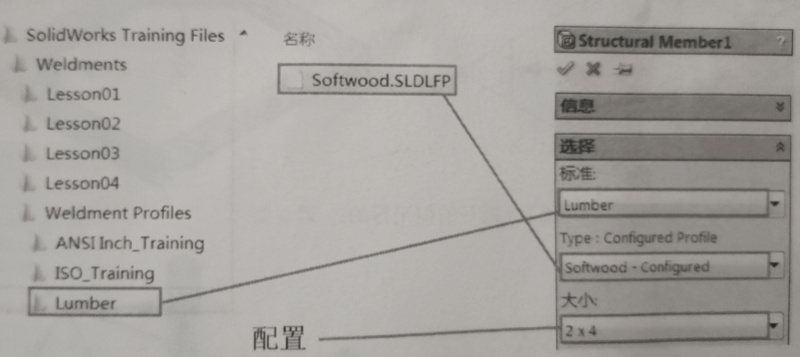 SolidWorks Training Files
Weldments
Lesson01
Lesson02
Lesson03
Lesson04
Weldment Profiles
ANSI Inch_Training
ISO_Training
Lumber
名称
Softwood.SLDLFP
配置
Structural Member1
?
信息
选择
标准:
Lumber
Type : Configured Profile
Softwood - Configured
大小:
2 x 4